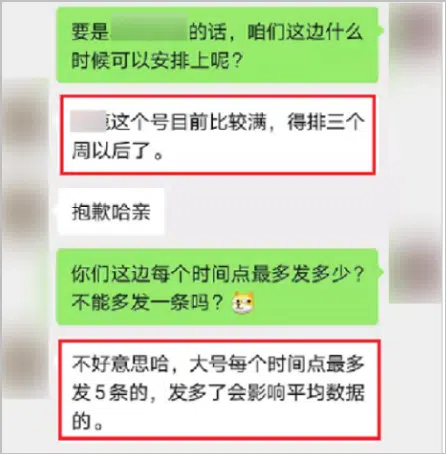 要是 的话，咱们这边什么
时候可以安排上呢？
这个号目前比较满，得排三个
周以后了。
抱歉哈亲
你们这边每个时间点最多发多少？
不能多发一条吗？
不好意思哈，大号每个时间点最多
发5条的，发多了会影响平均数据
的。